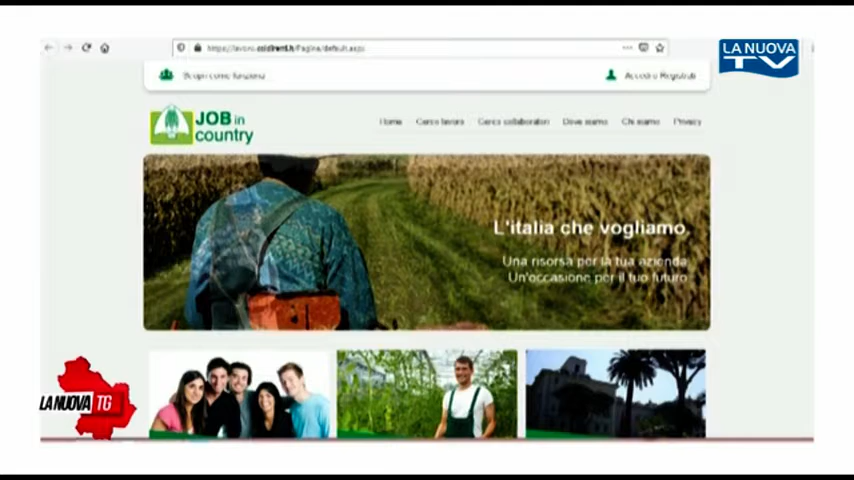 LA NUOVA
TV
Scopri come funziona
Accedi o Registrati
JOB in
country
Home Cerco lavoro Cerco collaboratori Dove siamo Chi siamo Privacy
L'italia che vogliamo.
Una risorsa per la tua azienda
Un'occasione per il tuo futuro
LA NUOVA TG